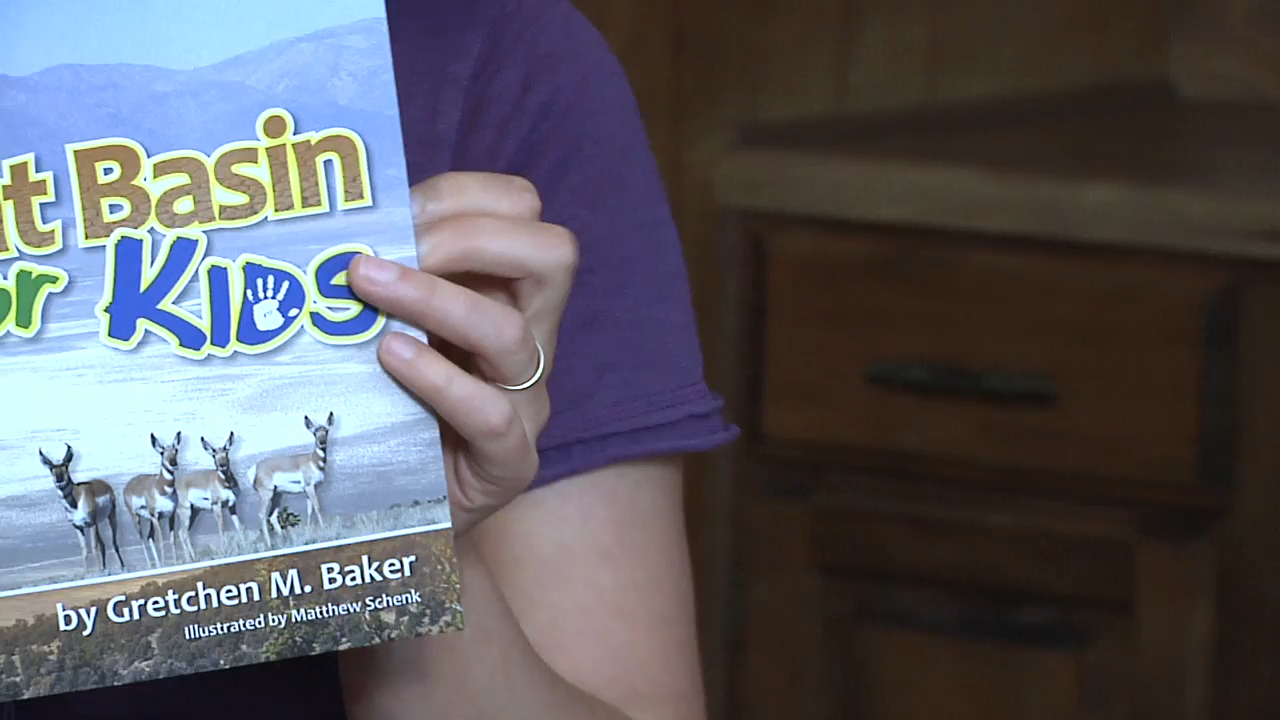 t Basin
or KIDS
by Gretchen M. Baker
Illustrated by Matthew Schenk